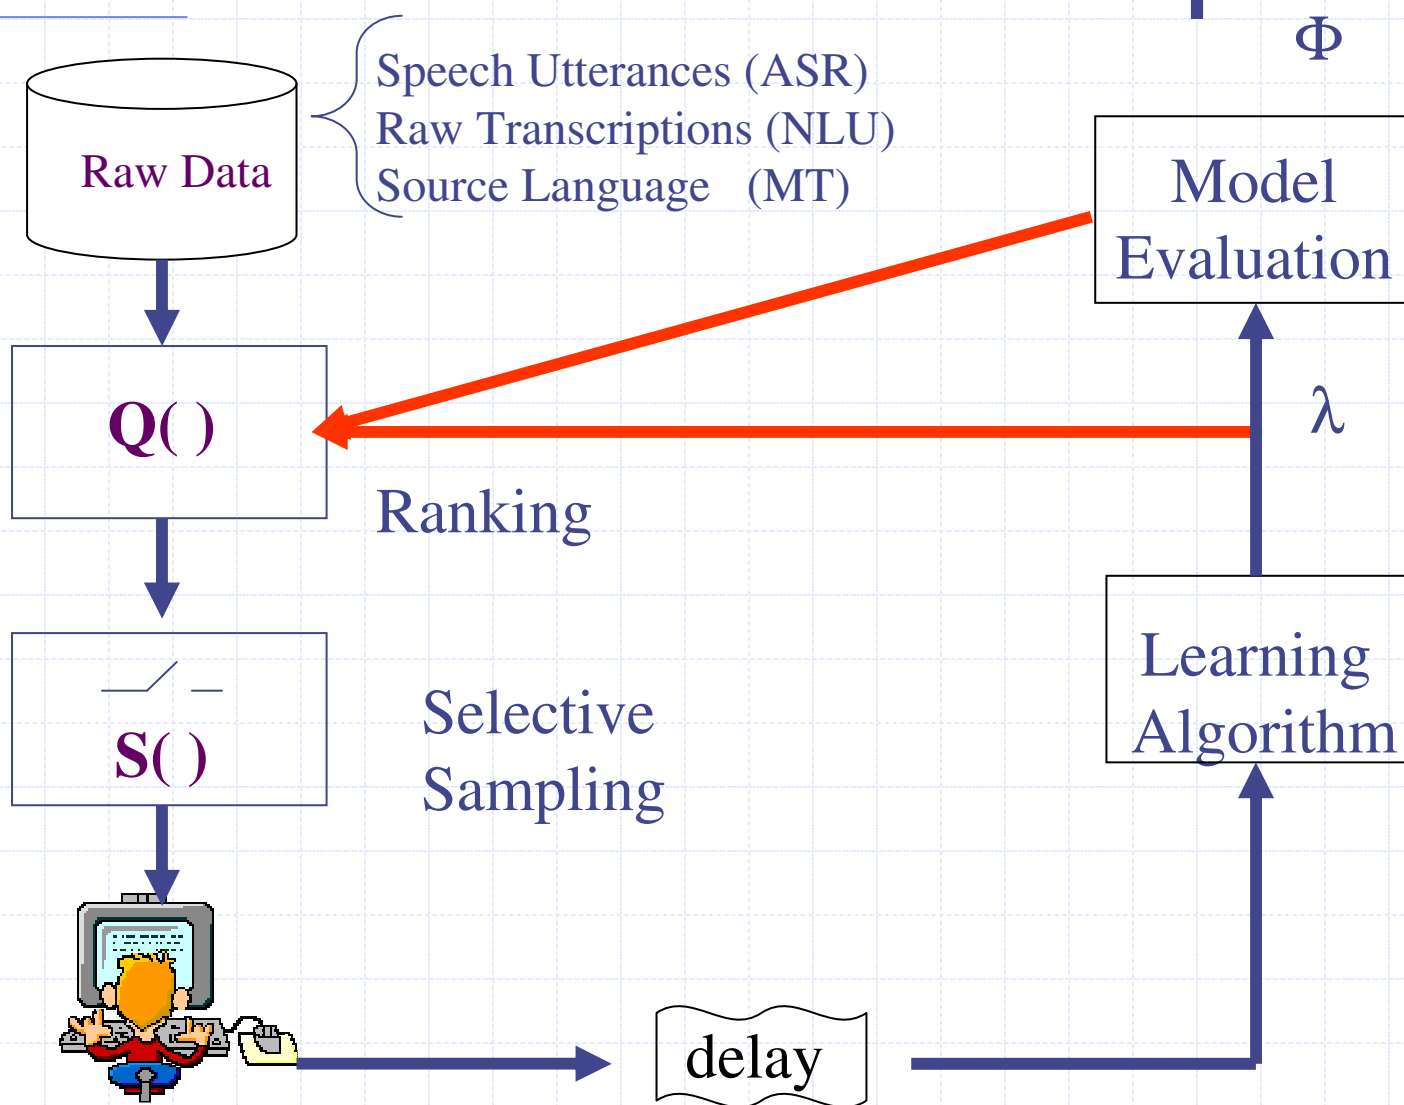 Φ
Speech Utterances (ASR)
Raw Transcriptions (NLU)
Source Language (MT)
Raw Data
Model
Evaluation
Q( )
λ
Ranking
Learning
Algorithm
S( )
Selective
Sampling
delay